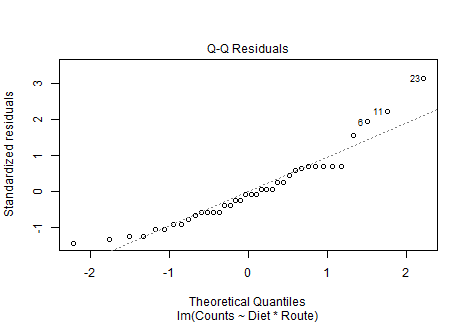 Q-Q Residuals
Standardized residuals
3
2
1
0
-1
23
11
6
-2 -1 0 1 2
Theoretical Quantiles
lm(Counts ~ Diet * Route)